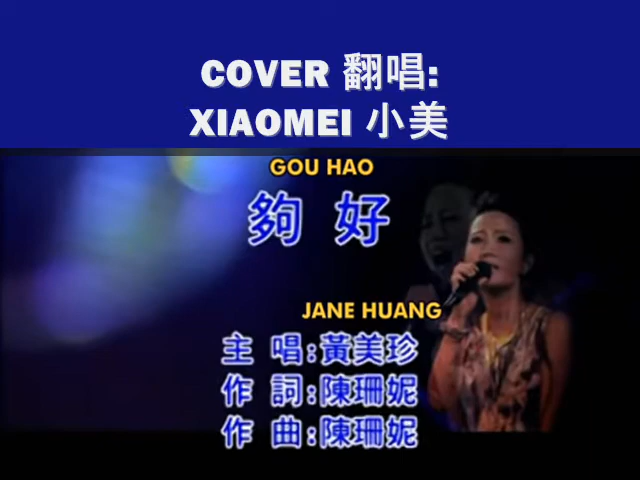 COVER 翻唱:
XIAOMEI 小美
GOU HAO
夠 好
JANE HUANG
主 唱:黃美珍
作 詞:陳珊妮
作 曲:陳珊妮